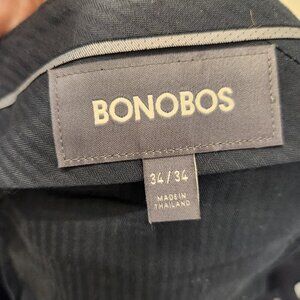 BONOBOS
34/34
MADE IN
THAILAND